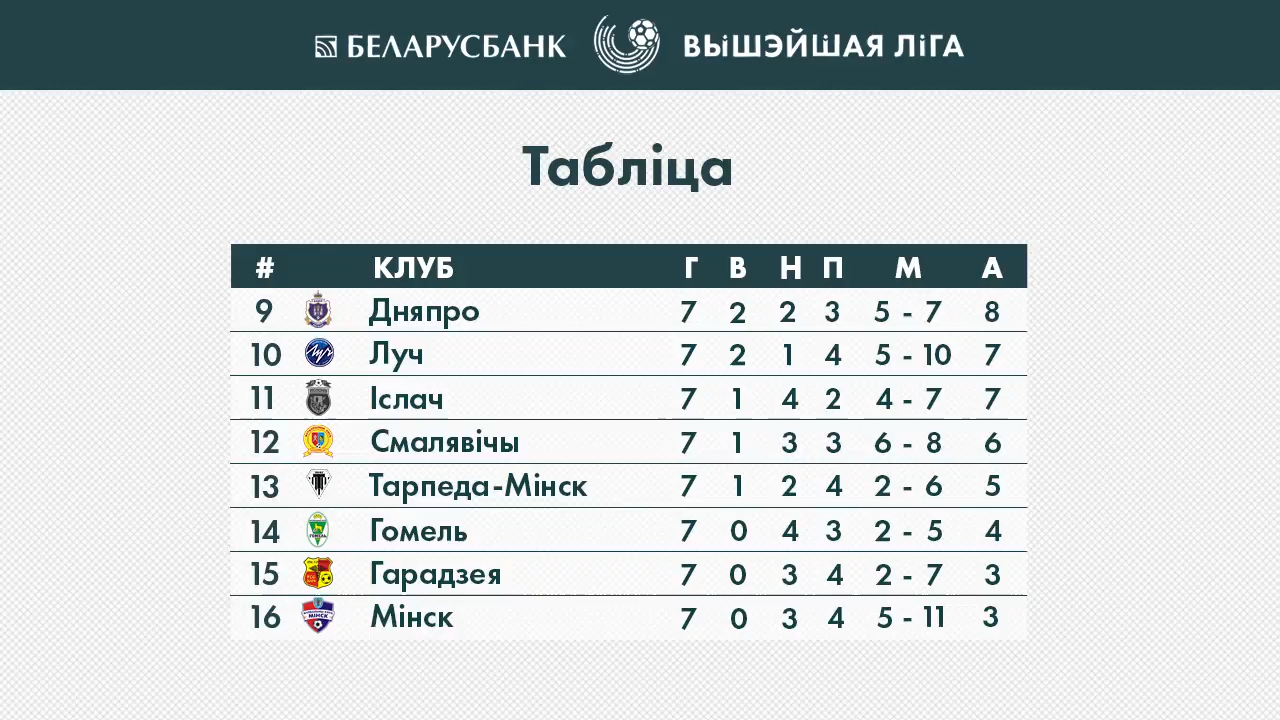 БЕЛАРУСБАНК ВЫШЭЙШАЯ ЛІГА
Табліца
# КЛУБ Г В Н П М А
9 Дняпро 7 2 2 3 5 - 7 8
10 Луч 7 2 1 4 5 - 10 7
11 Іслач 7 1 4 2 4 - 7 7
12 Смалявічы 7 1 3 3 6 - 8 6
13 Тарпеда-Мінск 7 1 2 4 2 - 6 5
14 Гомель 7 0 4 3 2 - 5 4
15 Гарадзея 7 0 3 4 2 - 7 3
16 МІНСК Мінск 7 0 3 4 5 - 11 3